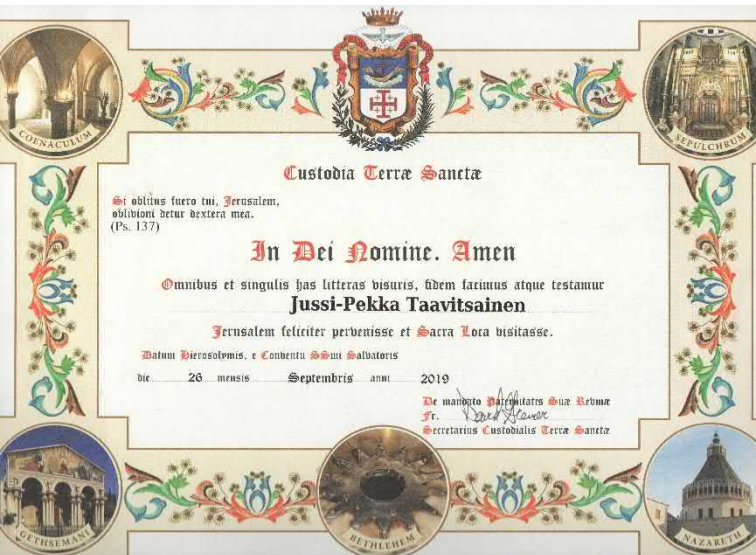 COENACULUM
SEPULCHRUM
Custodia Terræ Sanctæ
Si oblitus fuero tui, Jerusalem,
oblivioni detur dextera mea.
(Ps. 137)
In Dei Nomine. Amen
Omnibus et singulis has litteras visuris, fidem facimus atque testamur
Jussi-Pekka Taavitsainen
Jerusalem feliciter pervenisse et Sacra Loca visitasse.
Datum Hierosolymis, e Conventu SSmi Salvatoris
die 26 mensis Septembris anni 2019
De mandato Paternitatis Suæ Redmæ
Fr.
Secretarius Custodialis Terræ Sanctæ
GETHSEMANI
BETHLEHEM
NAZARETH